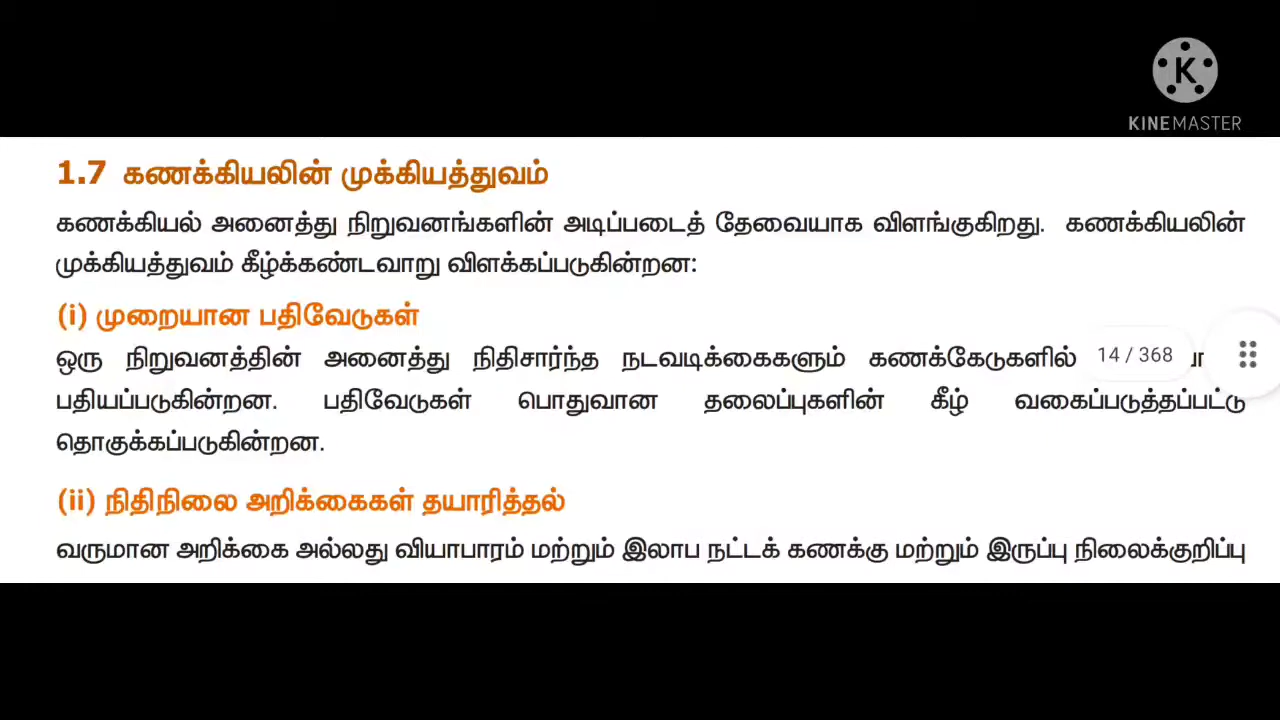 KINEMASTER
1.7 கணக்கியலின் முக்கியத்துவம்
கணக்கியல் அனைத்து நிறுவனங்களின் அடிப்படைத் தேவையாக விளங்குகிறது. கணக்கியலின்
முக்கியத்துவம் கீழ்க்கண்டவாறு விளக்கப்படுகின்றன:
(i) முறையான பதிவேடுகள்
ஒரு நிறுவனத்தின் அனைத்து நிதிசார்ந்த நடவடிக்கைகளும் கணக்கேடுகளில் 14 / 368
பதியப்படுகின்றன. பதிவேடுகள் பொதுவான தலைப்புகளின் கீழ் வகைப்படுத்தப்பட்டு
தொகுக்கப்படுகின்றன.
(ii) நிதிநிலை அறிக்கைகள் தயாரித்தல்
வருமான அறிக்கை அல்லது வியாபாரம் மற்றும் இலாப நட்டக் கணக்கு மற்றும் இருப்பு நிலைக்குறிப்பு